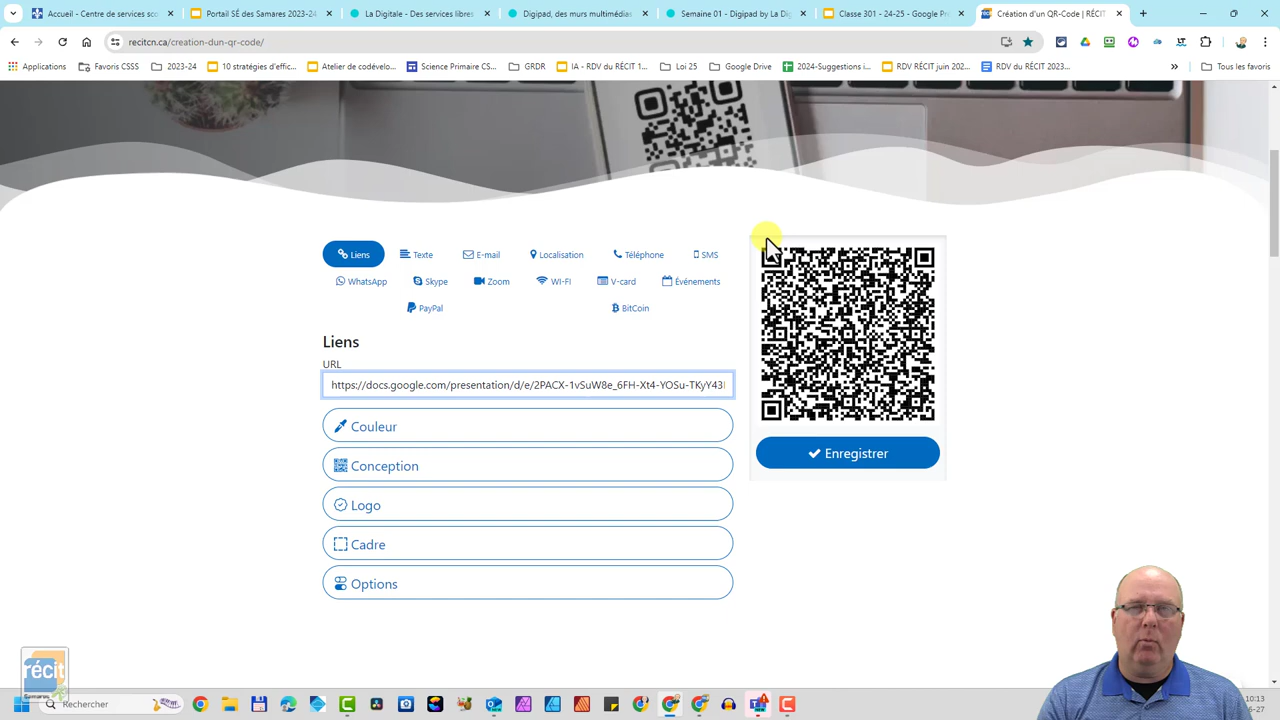 Centre de services scо
Portail SÉ des Samares 2023-24
La Digitale - Des services libres
Digipad, des murs multimédias
Semaine 01 - Digipad by La Dig
Classe 301 - 24-25 - Google Pr
Création d'un QR-Code | RÉCIT
recitcn.ca/creation-dun-qr-code/
Applications
Favoris CSSS
2023-24
10 stratégies d'effic...
Atelier de codévelo...
Science Primaire CS...
GRDR
IA - RDV du RÉCIT 1...
Loi 25
Google Drive
2024-Suggestions i...
RDV RÉCIT juin 202...
RDV du RÉCIT 2023...
»
Tous les favoris
Liens
Texte
E-mail
Localisation
Téléphone
SMS
WhatsApp
Skype
Zoom
WI-FI
V-card
Événements
PayPal
BitCoin
Liens
URL
https://docs.google.com/presentation/d/e/2PACX-1vSuW8e_6FH-Xt4-YOSu-TKyY43
Couleur
Conception
Logo
Cadre
Options
Enregistrer
récit
Samares
Rechercher
10:13
6-27